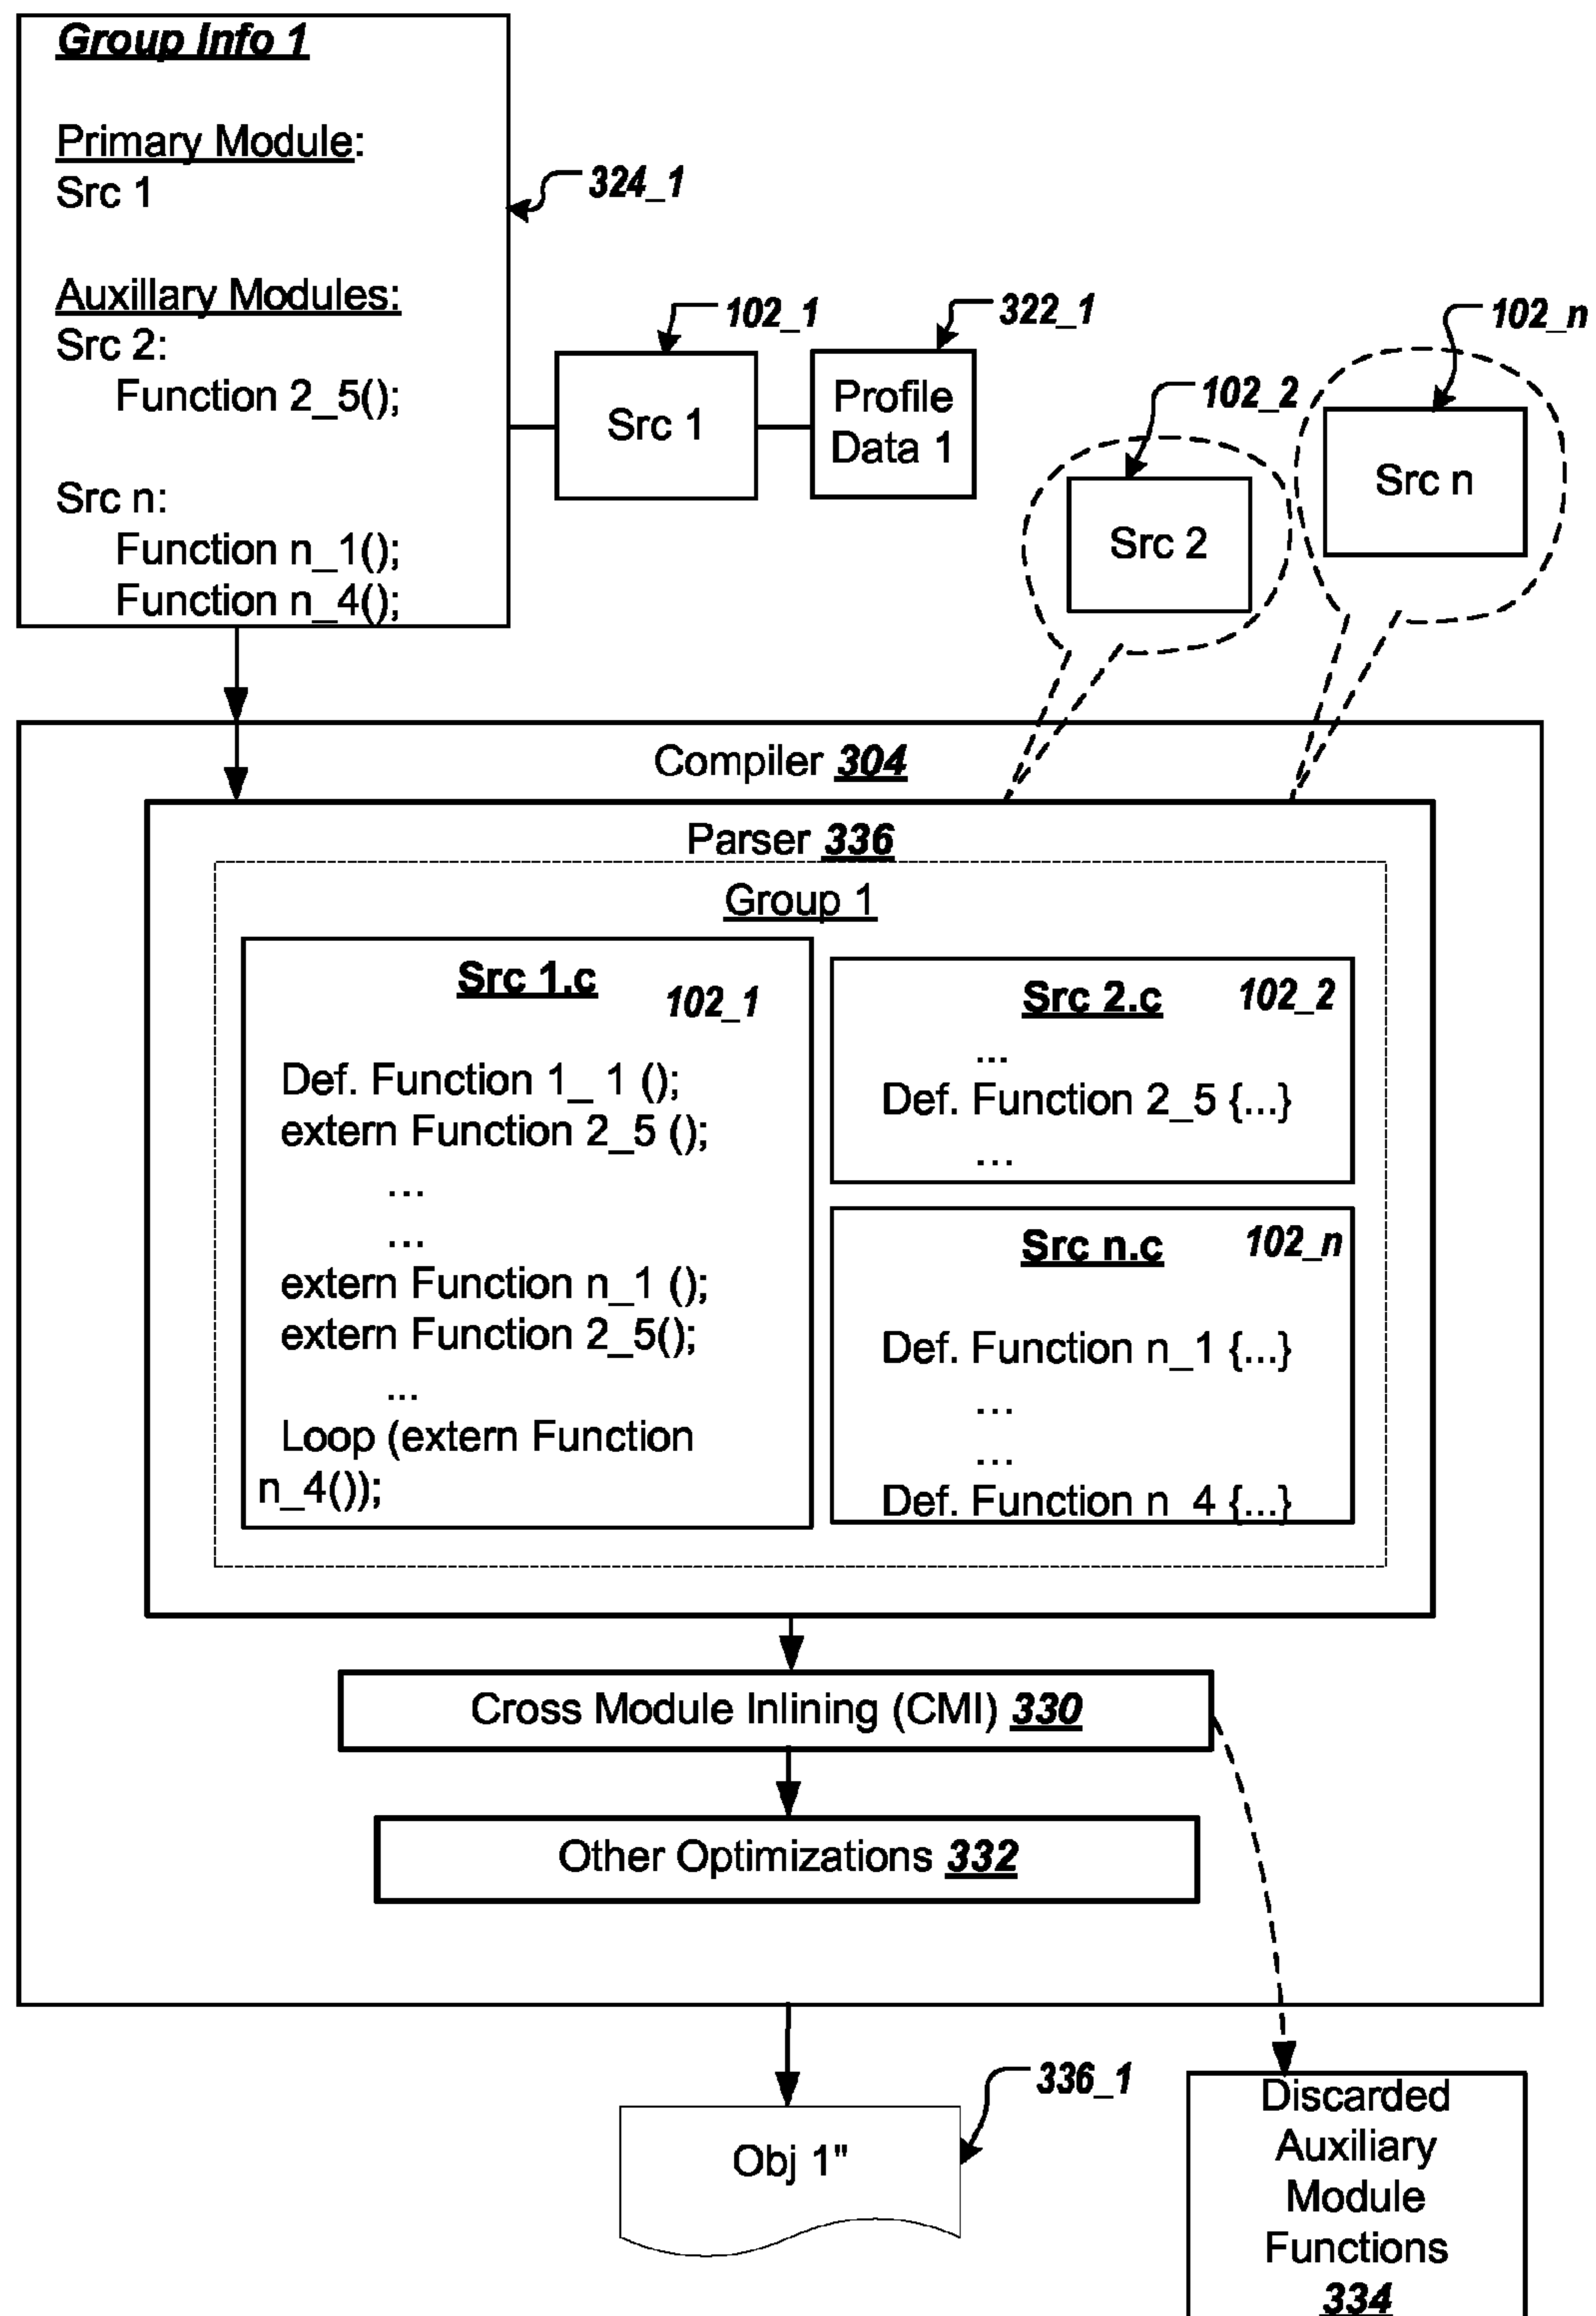 Group Info 1
Primary Module:
Src 1
Auxillary Modules:
Src 2:
Function 2_5();
Src n:
Function n_1();
Function n_4();
324_1
102_1
Src 1
322_1
Profile
Data 1
102_2
Src 2
102_n
Src n
Compiler 304
Parser 336
Group 1
Src 1.c
102_1
Def. Function 1_ 1 ();
extern Function 2_5 ();
...
...
extern Function n_1 ();
extern Function 2_5();
...
Loop (extern Function
n_4());
Src 2.c 102_2
...
Def. Function 2_5 {...}
...
Src n.c 102_n
Def. Function n_1 {...}
...
...
Def. Function n_4 {...}
Cross Module Inlining (CMI) 330
Other Optimizations 332
336_1
Obj 1"
Discarded
Auxiliary
Module
Functions
334